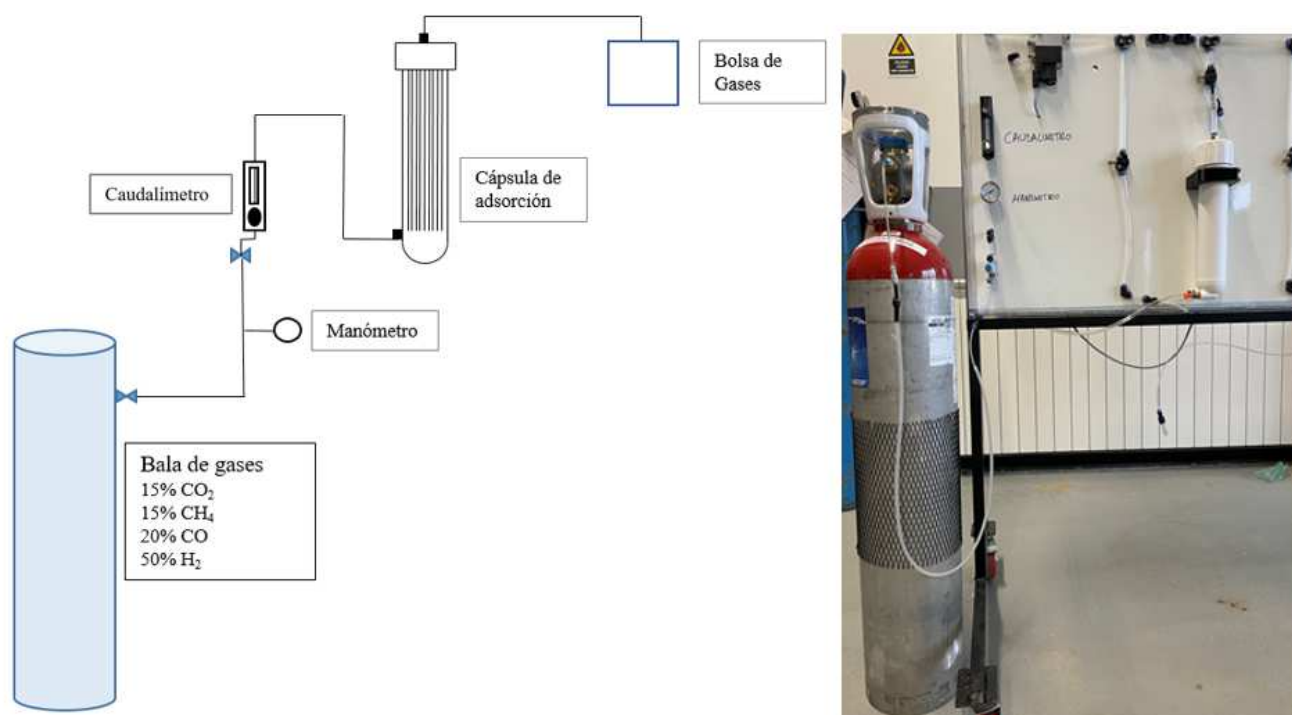 Bolsa de
Gases
Caudalímetro
Cápsula de
adsorción
Manómetro
Bala de gases
15% CO₂
15% CH₄
20% CO
50% H₂
CAUDALIMETRO
MANOMETRO